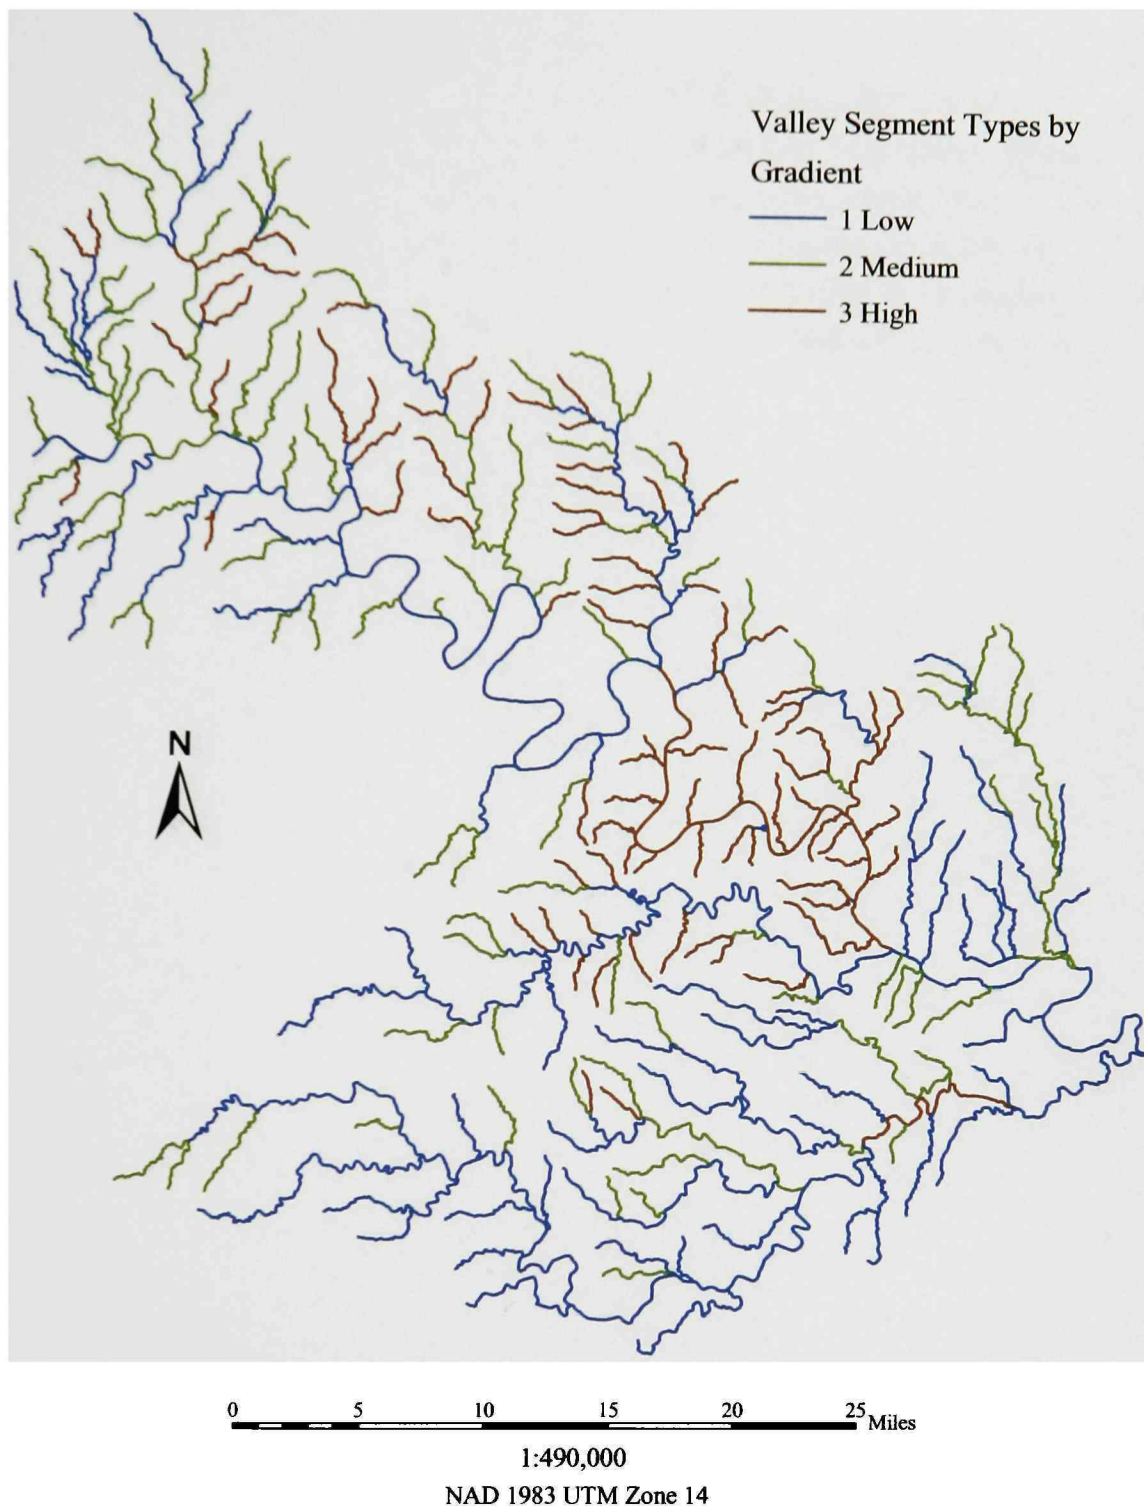 Valley Segment Types by
Gradient
1 Low
2 Medium
3 High
N
0 5 10 15 20 25 Miles
1:490,000
NAD 1983 UTM Zone 14